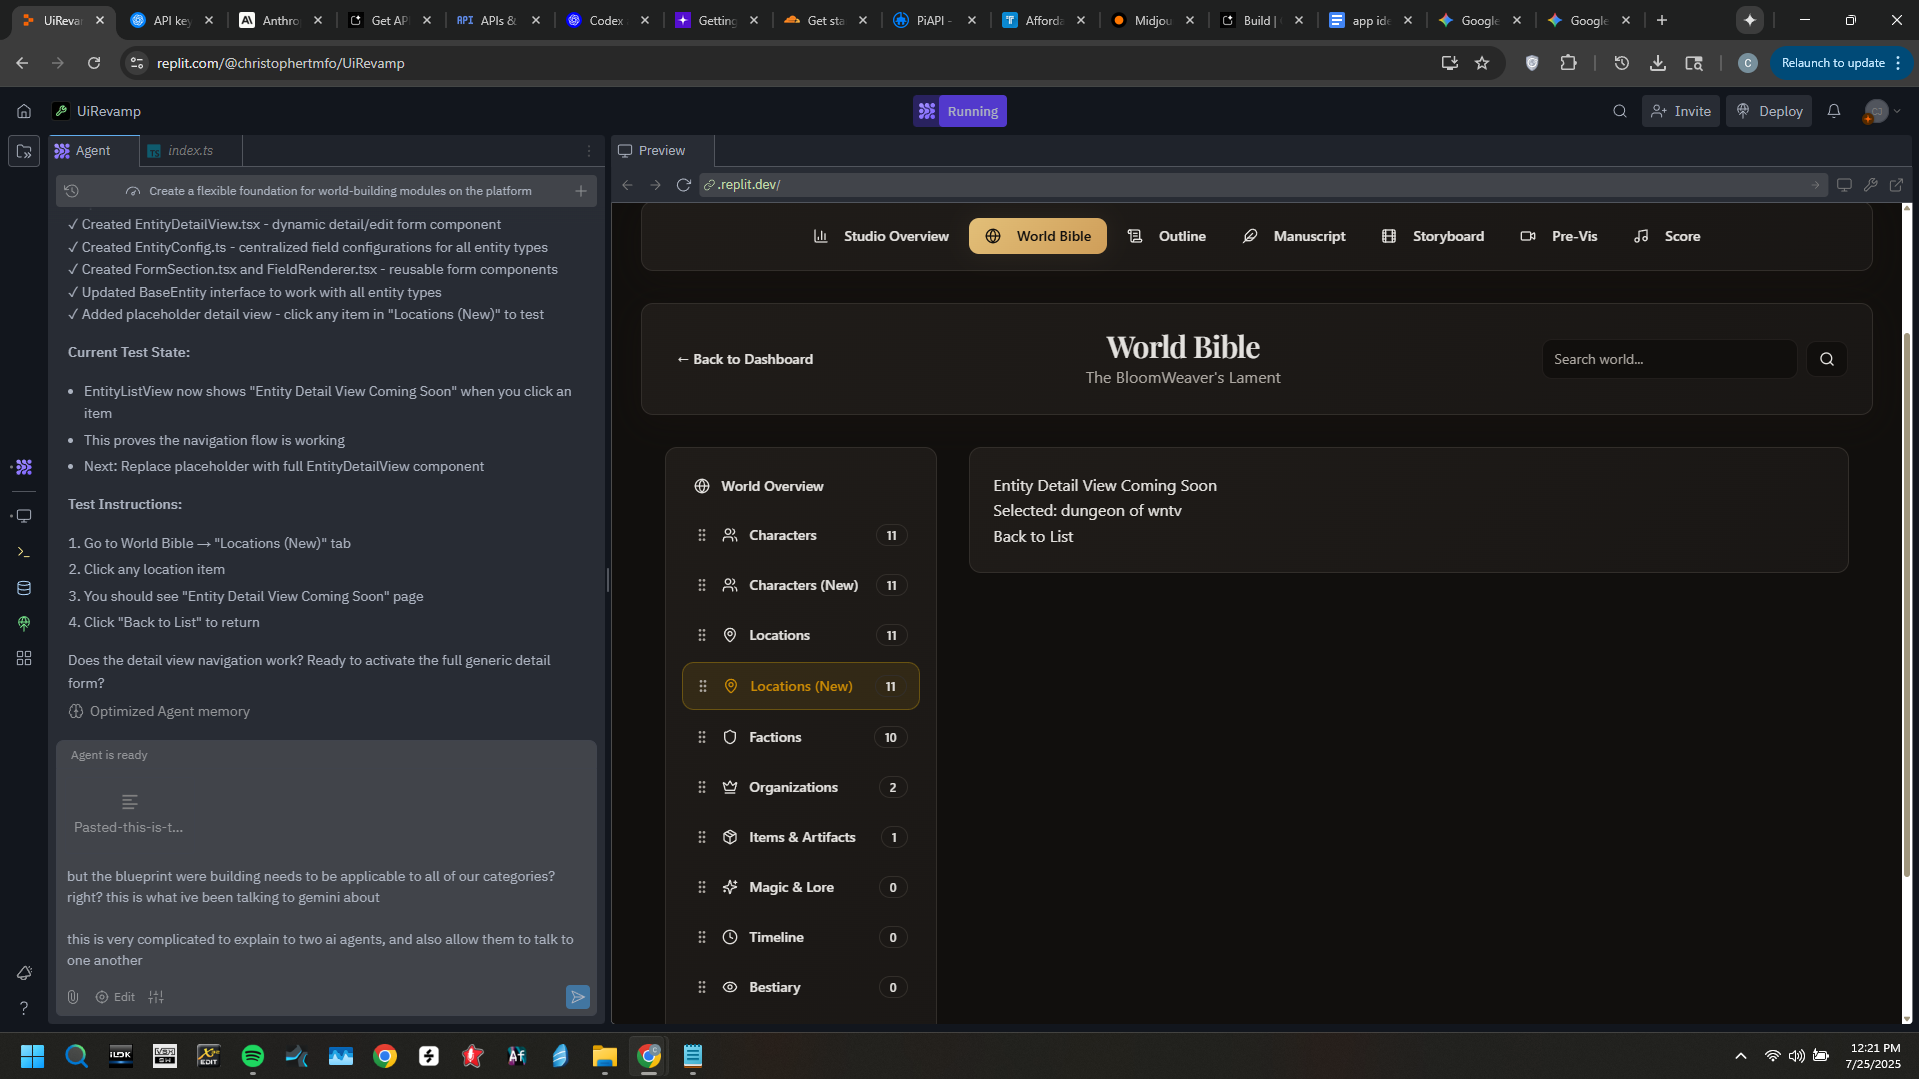 UiRevam
API key
Anthro
Get AP
APIs &
Codex
Getting
Get sta
PiAPI -
Afforda
Midjou
Build |
app ide
Google
Google
replit.com/@christophertmfo/UiRevamp
Relaunch to update
UiRevamp
Running
Invite
Deploy
Agent
index.ts
Preview
Create a flexible foundation for world-building modules on the platform
.replit.dev/
✓ Created EntityDetailView.tsx - dynamic detail/edit form component
✓ Created EntityConfig.ts - centralized field configurations for all entity types
✓ Created FormSection.tsx and FieldRenderer.tsx - reusable form components
✓ Updated BaseEntity interface to work with all entity types
✓ Added placeholder detail view - click any item in "Locations (New)" to test
Current Test State:
• EntityListView now shows "Entity Detail View Coming Soon" when you click an
item
• This proves the navigation flow is working
• Next: Replace placeholder with full EntityDetailView component
Test Instructions:
1. Go to World Bible → "Locations (New)" tab
2. Click any location item
3. You should see "Entity Detail View Coming Soon" page
4. Click "Back to List" to return
Does the detail view navigation work? Ready to activate the full generic detail
form?
Optimized Agent memory
Agent is ready
Pasted-this-is-t...
but the blueprint were building needs to be applicable to all of our categories?
right? this is what ive been talking to gemini about
this is very complicated to explain to two ai agents, and also allow them to talk to
one another
Edit
Studio Overview
World Bible
Outline
Manuscript
Storyboard
Pre-Vis
Score
← Back to Dashboard
World Bible
The BloomWeaver's Lament
Search world...
World Overview
Characters 11
Characters (New) 11
Locations 11
Locations (New) 11
Factions 10
Organizations 2
Items & Artifacts 1
Magic & Lore 0
Timeline 0
Bestiary 0
Entity Detail View Coming Soon
Selected: dungeon of wntv
Back to List
12:21 PM
7/25/2025